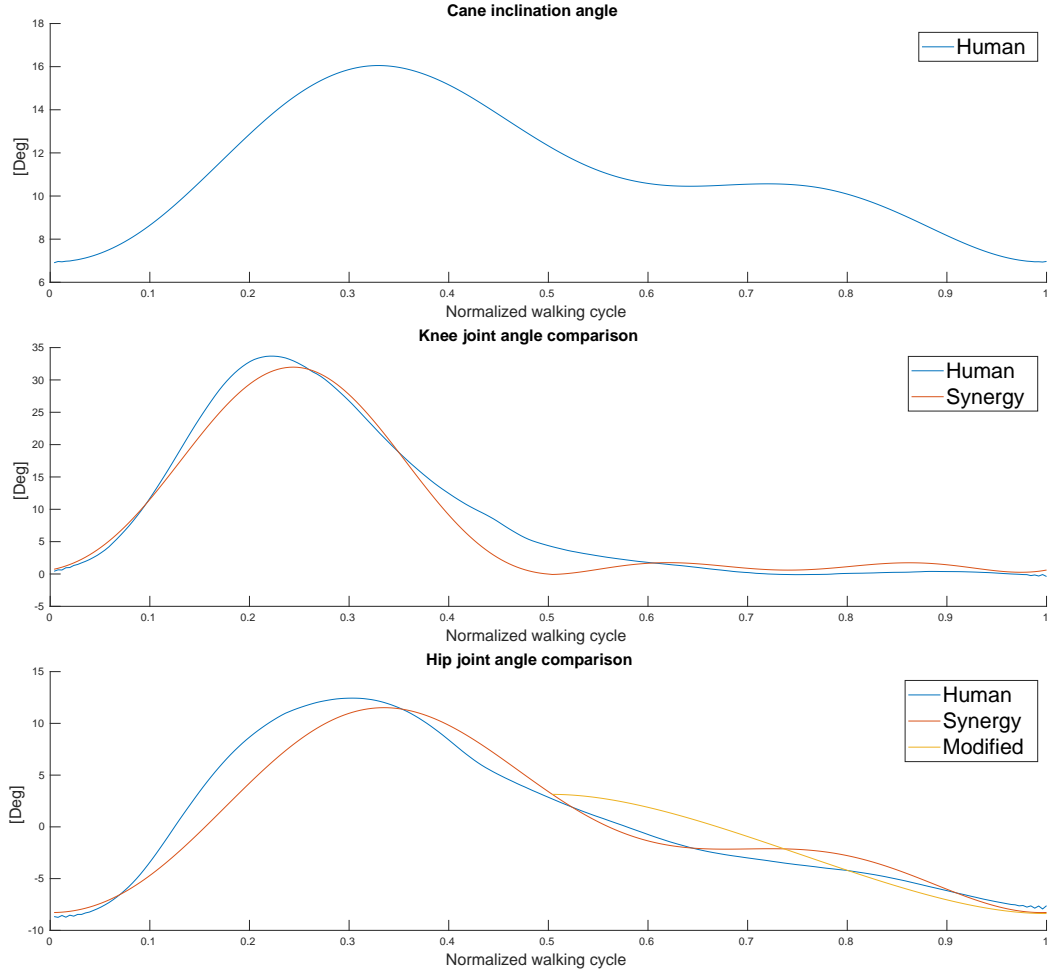 Cane inclination angle
18
16
14
12
10
8
6
[Deg]
Human
0 0.1 0.2 0.3 0.4 0.5 0.6 0.7 0.8 0.9 1
Normalized walking cycle
Knee joint angle comparison
35
30
25
20
15
10
5
0
-5
[Deg]
Human
Synergy
0 0.1 0.2 0.3 0.4 0.5 0.6 0.7 0.8 0.9 1
Normalized walking cycle
Hip joint angle comparison
15
10
5
0
-5
-10
[Deg]
Human
Synergy
Modified
0 0.1 0.2 0.3 0.4 0.5 0.6 0.7 0.8 0.9 1
Normalized walking cycle